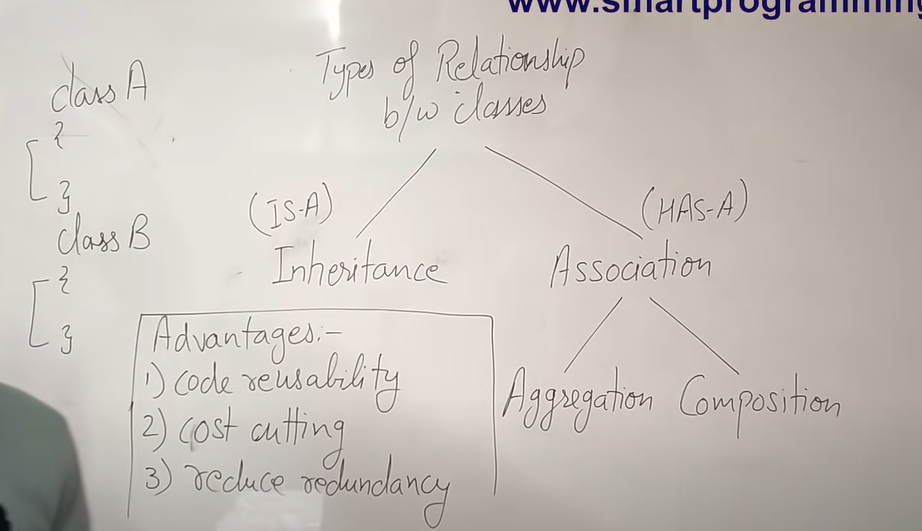 www.smartprogramming
Types of Relationship
b/w classes
class A
{
}
class B
{
}
(IS-A)
Inheritance
(HAS-A)
Association
Aggregation
Composition
Advantages:-
1) code reusability
2) cost cutting
3) reduce redundancy